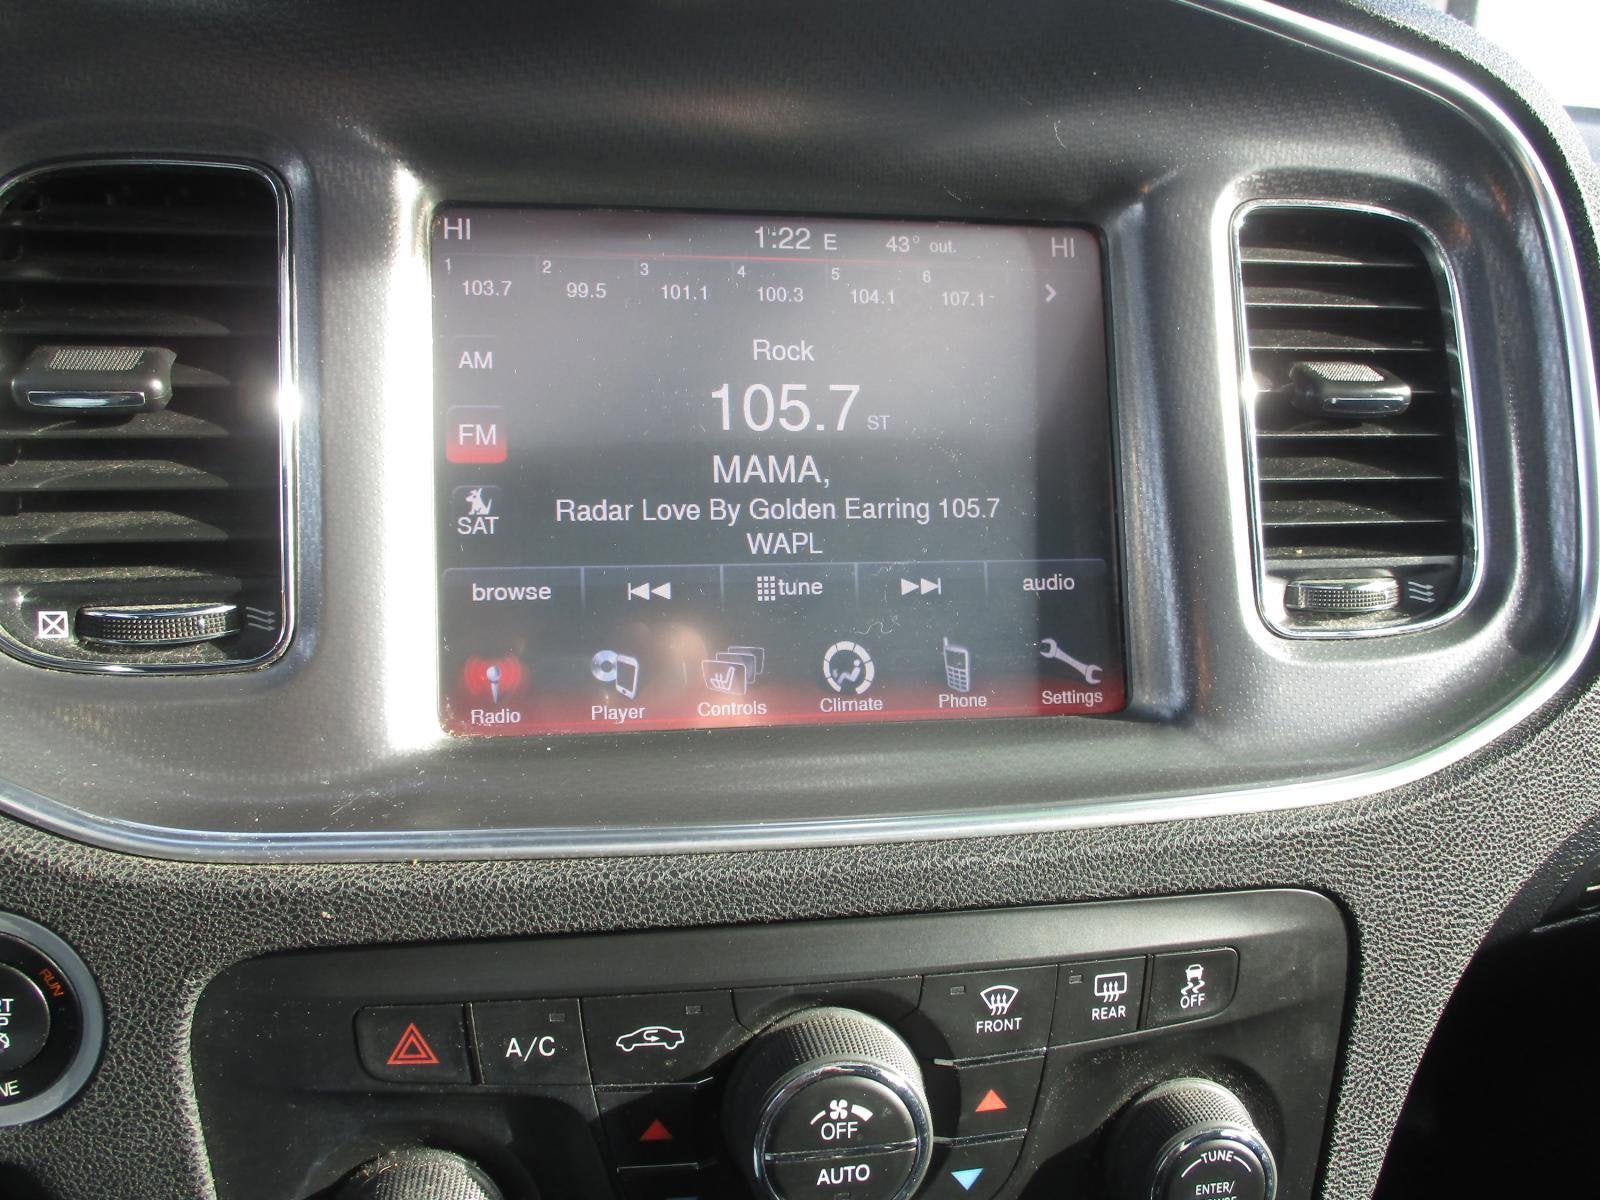 HI 1:22 E 43° out. HI
1 2 3 4 5 6
103.7 99.5 101.1 100.3 104.1 107.1
AM
Rock
105.7 ST
FM
MAMA,
SAT
Radar Love By Golden Earring 105.7
WAPL
browse tune audio
Radio Player Controls Climate Phone Settings
RUN
A/C
FRONT
REAR
OFF
OFF
AUTO
TUNE
ENTER/